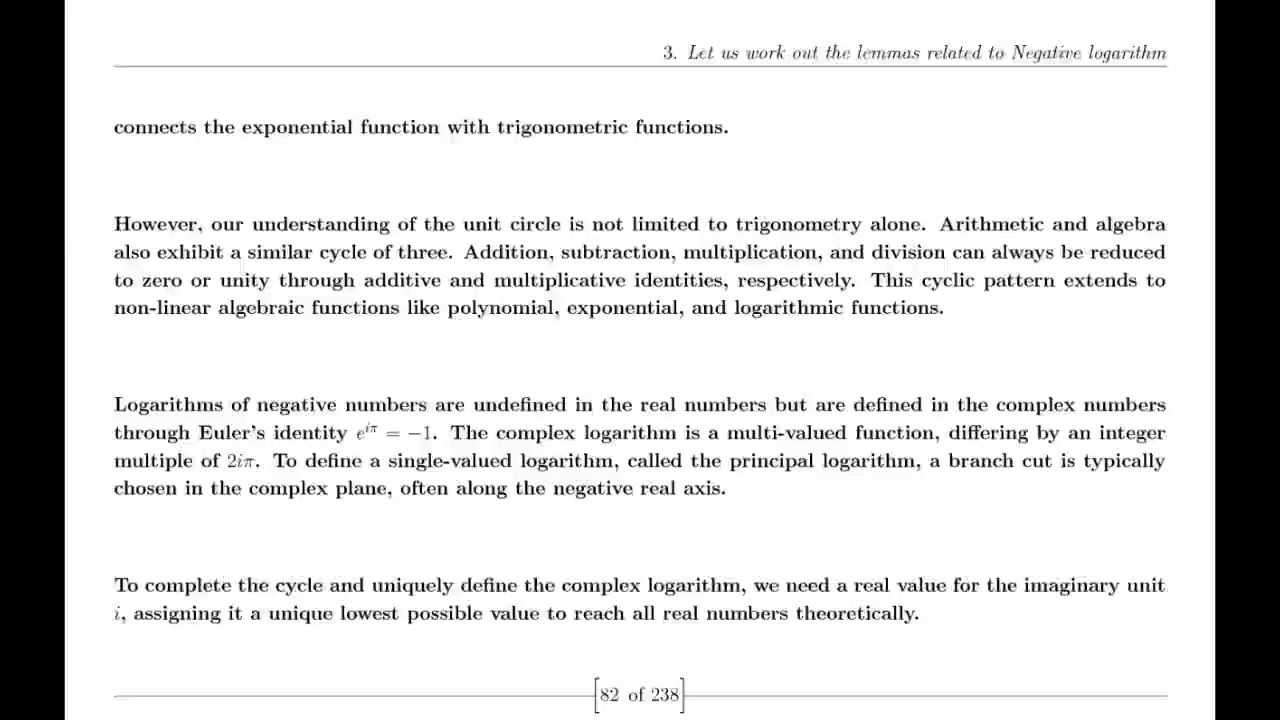 3. Let us work out the lemmas related to Negative logarithm
connects the exponential function with trigonometric functions.
However, our understanding of the unit circle is not limited to trigonometry alone. Arithmetic and algebra
also exhibit a similar cycle of three. Addition, subtraction, multiplication, and division can always be reduced
to zero or unity through additive and multiplicative identities, respectively. This cyclic pattern extends to
non-linear algebraic functions like polynomial, exponential, and logarithmic functions.
Logarithms of negative numbers are undefined in the real numbers but are defined in the complex numbers
through Euler's identity $e^{i\pi} = -1$. The complex logarithm is a multi-valued function, differing by an integer
multiple of $2i\pi$. To define a single-valued logarithm, called the principal logarithm, a branch cut is typically
chosen in the complex plane, often along the negative real axis.
To complete the cycle and uniquely define the complex logarithm, we need a real value for the imaginary unit
$i$, assigning it a unique lowest possible value to reach all real numbers theoretically.
[82 of 238]